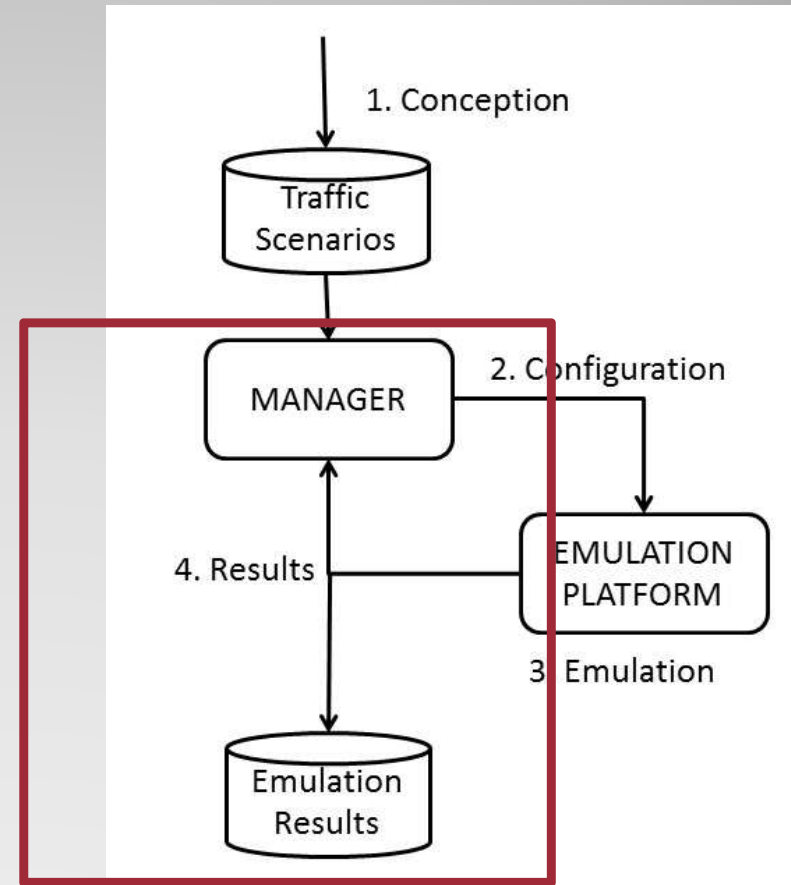 1. Conception
Traffic
Scenarios
MANAGER
2. Configuration
EMULATION
PLATFORM
3. Emulation
4. Results
Emulation
Results